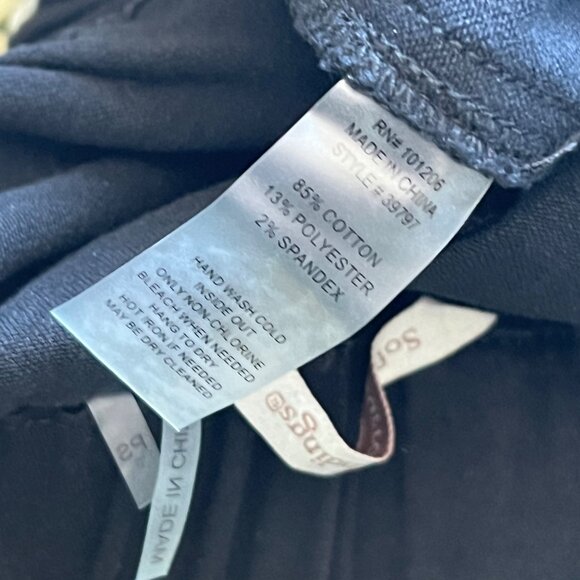 RN# 101206
MADE IN CHINA
STYLE # 39797
85% COTTON
13% POLYESTER
2% SPANDEX
HAND WASH COLD
INSIDE OUT
ONLY NON-CHLORINE
BLEACH WHEN NEEDED
HANG TO DRY
HOT IRON IF NEEDED
MAY BE DRY CLEANED
PS
MADE IN CHI